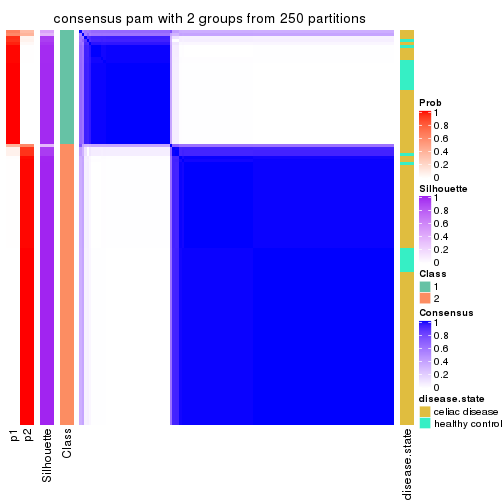 consensus pam with 2 groups from 250 partitions
Prob
1
0.8
0.6
0.4
0.2
0
Silhouette
1
0.8
0.6
0.4
0.2
0
Class
1
2
Consensus
1
0.8
0.6
0.4
0.2
0
disease.state
celiac disease
healthy control
p1
p2
Silhouette
Class
disease.state